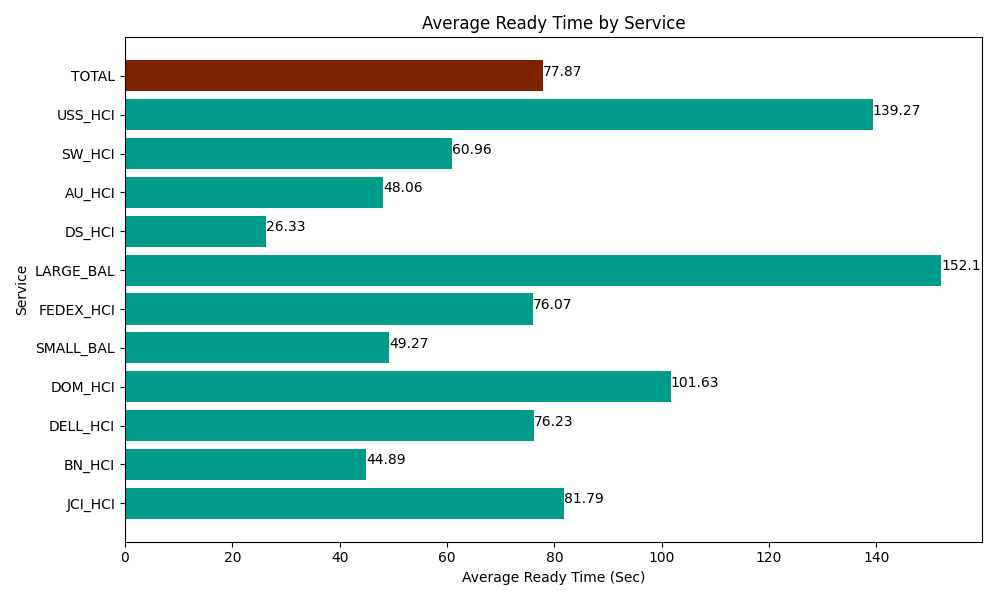 Average Ready Time by Service
TOTAL 77.87
USS_HCI 139.27
SW_HCI 60.96
AU_HCI 48.06
DS_HCI 26.33
LARGE_BAL 152.1
FEDEX_HCI 76.07
SMALL_BAL 49.27
DOM_HCI 101.63
DELL_HCI 76.23
BN_HCI 44.89
JCI_HCI 81.79
Service
0 20 40 60 80 100 120 140
Average Ready Time (Sec)